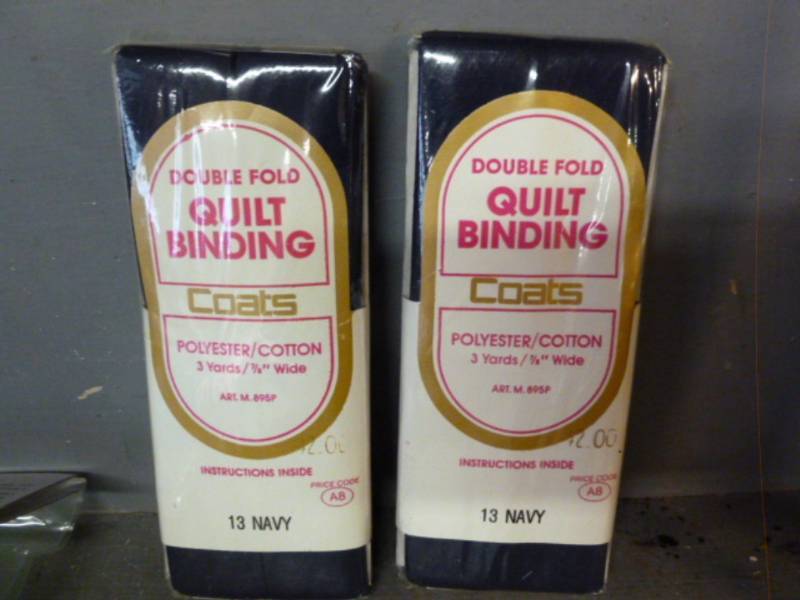 DOUBLE FOLD
QUILT
BINDING
Coats
POLYESTER/COTTON
3 Yards/⅞" Wide
ART. M. 895P
INSTRUCTIONS INSIDE
PRICE CODE
A8
13 NAVY
DOUBLE FOLD
QUILT
BINDING
Coats
POLYESTER/COTTON
3 Yards/⅞" Wide
ART. M. 895P
2.00
INSTRUCTIONS INSIDE
PRICE CODE
A8
13 NAVY